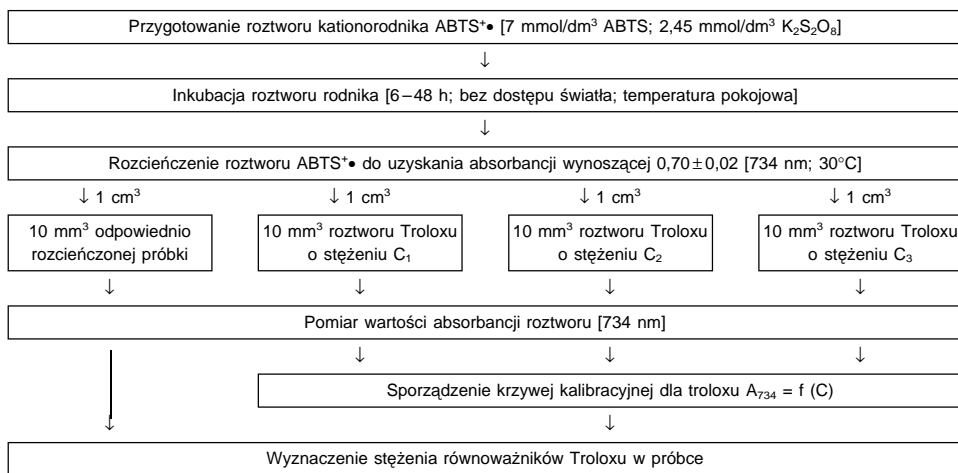 Przygotowanie roztworu kationorodnika ABTS⁺• [7 mmol/dm³ ABTS; 2,45 mmol/dm³ K₂S₂O₈]
↓
Inkubacja roztworu rodnika [6–48 h; bez dostępu światła; temperatura pokojowa]
↓
Rozcieńczenie roztworu ABTS⁺• do uzyskania absorbancji wynoszącej 0,70±0,02 [734 nm; 30°C]
↓ 1 cm³ ↓ 1 cm³ ↓ 1 cm³ ↓ 1 cm³
10 mm³ odpowiednio
rozcieńczonej próbki
10 mm³ roztworu Troloxu
o stężeniu C₁
10 mm³ roztworu Troloxu
o stężeniu C₂
10 mm³ roztworu Troloxu
o stężeniu C₃
↓ ↓ ↓ ↓
Pomiar wartości absorbancji roztworu [734 nm]
↓ ↓ ↓
Sporządzenie krzywej kalibracyjnej dla troloxu A₇₃₄ = f (C)
↓ ↓
Wyznaczenie stężenia równoważników Troloxu w próbce